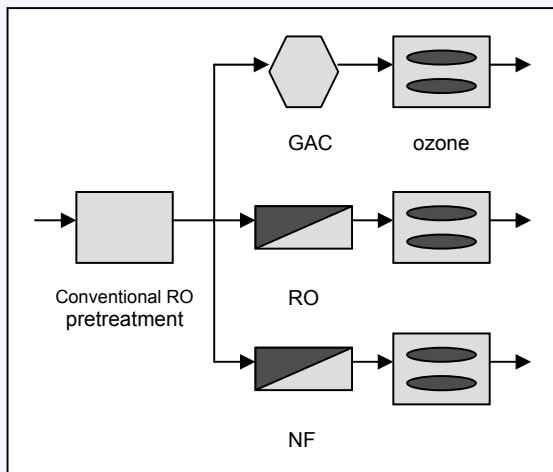 GAC
ozone
Conventional RO
pretreatment
RO
NF